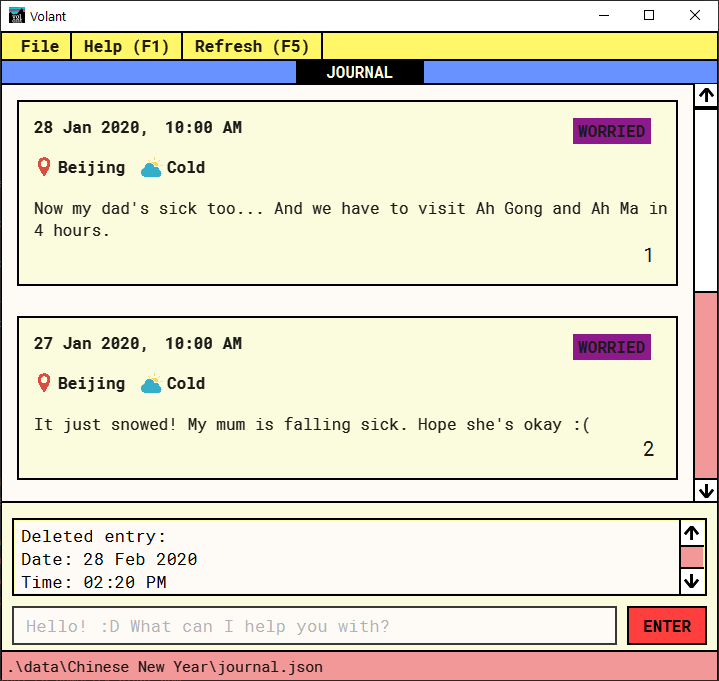 Volant
File Help (F1) Refresh (F5)
JOURNAL
28 Jan 2020, 10:00 AM
WORRIED
Beijing Cold
Now my dad's sick too... And we have to visit Ah Gong and Ah Ma in
4 hours.
1
27 Jan 2020, 10:00 AM
WORRIED
Beijing Cold
It just snowed! My mum is falling sick. Hope she's okay :(
2
Deleted entry:
Date: 28 Feb 2020
Time: 02:20 PM
Hello! :D What can I help you with?
ENTER
.\data\Chinese New Year\journal.json